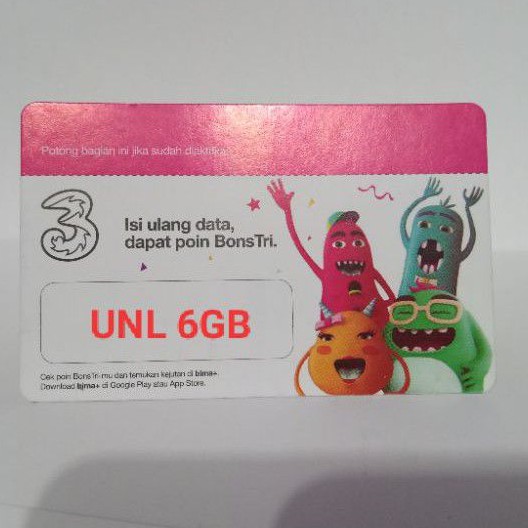 Potong bagian ini jika sudah diaktifkan
3
Isi ulang data,
dapat poin BonsTri.
UNL 6GB
Cek poin BonsTri-mu dan temukan kejutan di bima+.
Download bima+ di Google Play atau App Store.